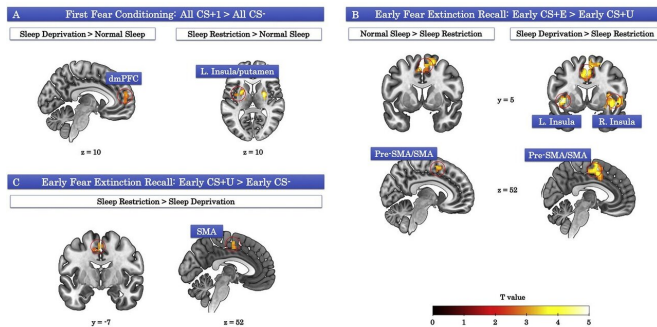 A First Fear Conditioning: All CS+1 > All CS-
Sleep Deprivation > Normal Sleep
Sleep Restriction > Normal Sleep
dmPFC
L. Insula/putamen
z = 10
z = 10
B Early Fear Extinction Recall: Early CS+E > Early CS+U
Normal Sleep > Sleep Restriction
Sleep Deprivation > Sleep Restriction
y = 5
L. Insula
R. Insula
Pre-SMA/SMA
Pre-SMA/SMA
z = 52
C Early Fear Extinction Recall: Early CS+U > Early CS-
Sleep Restriction > Sleep Deprivation
SMA
y = -7
z = 52
T value
0 1 2 3 4 5